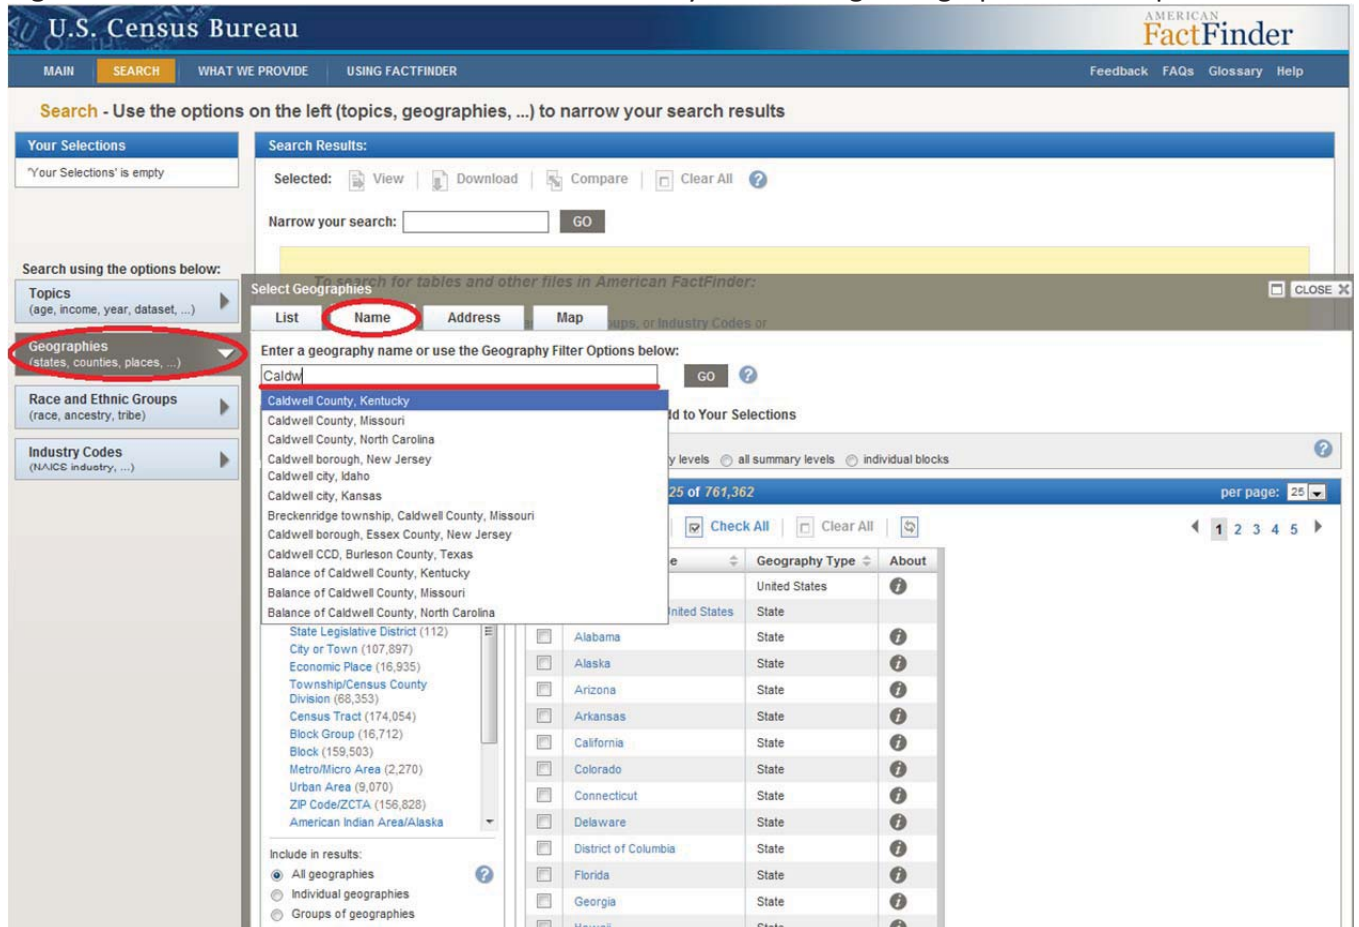 U.S. Census Bureau
AMERICAN
FactFinder
MAIN SEARCH WHAT WE PROVIDE USING FACTFINDER Feedback FAQs Glossary Help
Search - Use the options on the left (topics, geographies, ...) to narrow your search results
Your Selections
'Your Selections' is empty
Search Results:
Selected: View Download Compare Clear All ?
Narrow your search: GO
To search for tables and other files in American FactFinder:
Search using the options below:
Topics
(age, income, year, dataset, ...)
Geographies
(states, counties, places, ...)
Race and Ethnic Groups
(race, ancestry, tribe)
Industry Codes
(NAICS industry, ...)
Select Geographies CLOSE X
List Name Address Map
ups, or Industry Codes or
Enter a geography name or use the Geography Filter Options below:
Caldw GO ?
Caldwell County, Kentucky
Caldwell County, Missouri
Caldwell County, North Carolina
Caldwell borough, New Jersey
Caldwell city, Idaho
Caldwell city, Kansas
Breckenridge township, Caldwell County, Missouri
Caldwell borough, Essex County, New Jersey
Caldwell CCD, Burleson County, Texas
Balance of Caldwell County, Kentucky
Balance of Caldwell County, Missouri
Balance of Caldwell County, North Carolina
to Your Selections
levels all summary levels individual blocks ?
25 of 761,362 per page: 25
Check All Clear All 1 2 3 4 5
Geography Type About
United States
United States State
Alabama State
Alaska State
Arizona State
Arkansas State
California State
Colorado State
Connecticut State
Delaware State
District of Columbia State
Florida State
Georgia State
State Legislative District (112)
City or Town (107,897)
Economic Place (16,935)
Township/Census County
Division (68,353)
Census Tract (174,054)
Block Group (16,712)
Block (159,503)
Metro/Micro Area (2,270)
Urban Area (9,070)
ZIP Code/ZCTA (156,828)
American Indian Area/Alaska
Include in results:
All geographies ?
Individual geographies
Groups of geographies